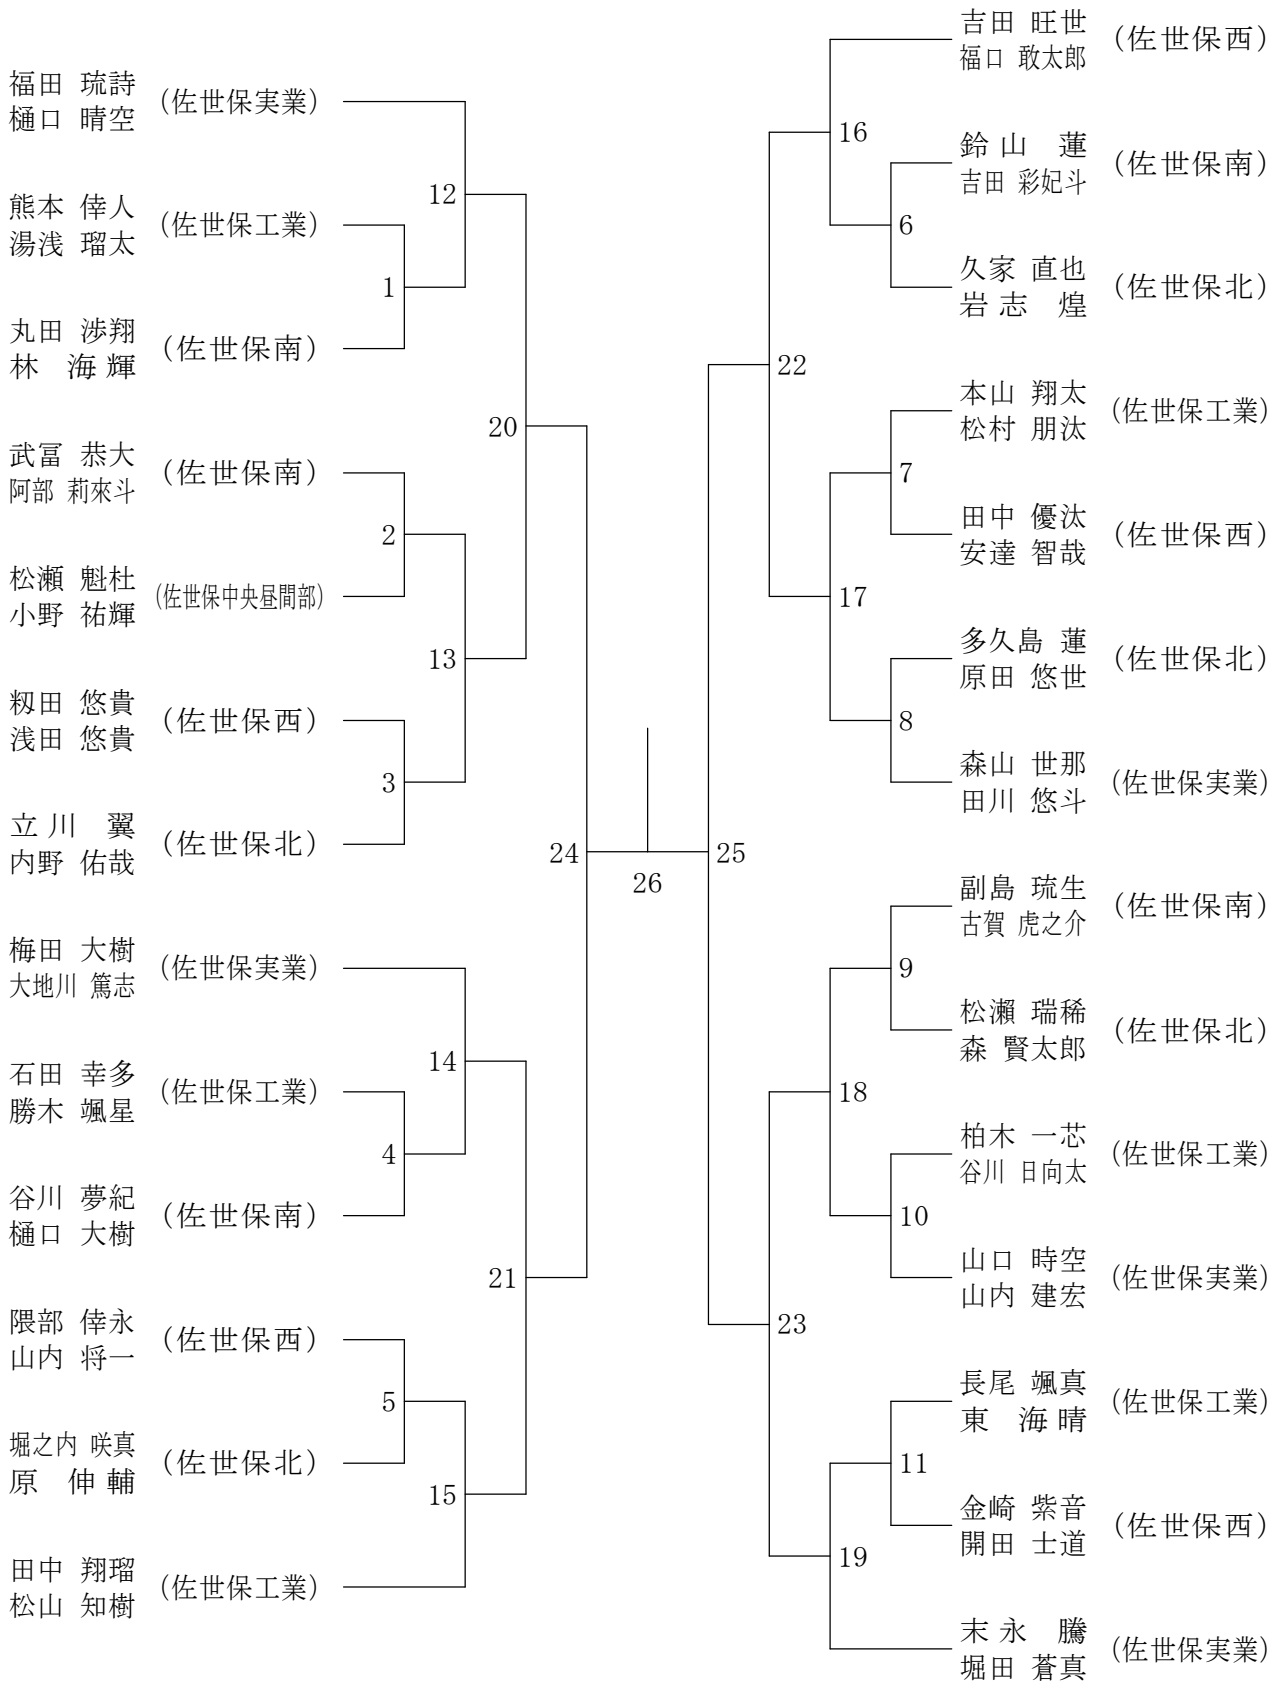 福田 琉詩
樋口 晴空
(佐世保実業)
熊本 倖人
湯浅 瑠太
(佐世保工業)
丸田 渉翔
林 海輝
(佐世保南)
武冨 恭大
阿部 莉來斗
(佐世保南)
松瀬 魁杜
小野 祐輝
(佐世保中央昼間部)
籾田 悠貴
浅田 悠貴
(佐世保西)
立川 翼
内野 佑哉
(佐世保北)
梅田 大樹
大地川 篤志
(佐世保実業)
石田 幸多
勝木 颯星
(佐世保工業)
谷川 夢紀
樋口 大樹
(佐世保南)
隈部 倖永
山内 将一
(佐世保西)
堀之内 咲真
原 伸輔
(佐世保北)
田中 翔瑠
松山 知樹
(佐世保工業)
1
2
3
4
5
12
13
14
15
20
21
24
26
25
22
23
16
17
18
19
6
7
8
9
10
11
吉田 旺世
福口 敢太郎
(佐世保西)
鈴山 蓮
吉田 彩妃斗
(佐世保南)
久家 直也
岩志 煌
(佐世保北)
本山 翔太
松村 朋汰
(佐世保工業)
田中 優汰
安達 智哉
(佐世保西)
多久島 蓮
原田 悠世
(佐世保北)
森山 世那
田川 悠斗
(佐世保実業)
副島 琉生
古賀 虎之介
(佐世保南)
松瀬 瑞稀
森 賢太郎
(佐世保北)
柏木 一芯
谷川 日向太
(佐世保工業)
山口 時空
山内 建宏
(佐世保実業)
長尾 颯真
東 海晴
(佐世保工業)
金崎 紫音
開田 士道
(佐世保西)
末永 騰
堀田 蒼真
(佐世保実業)